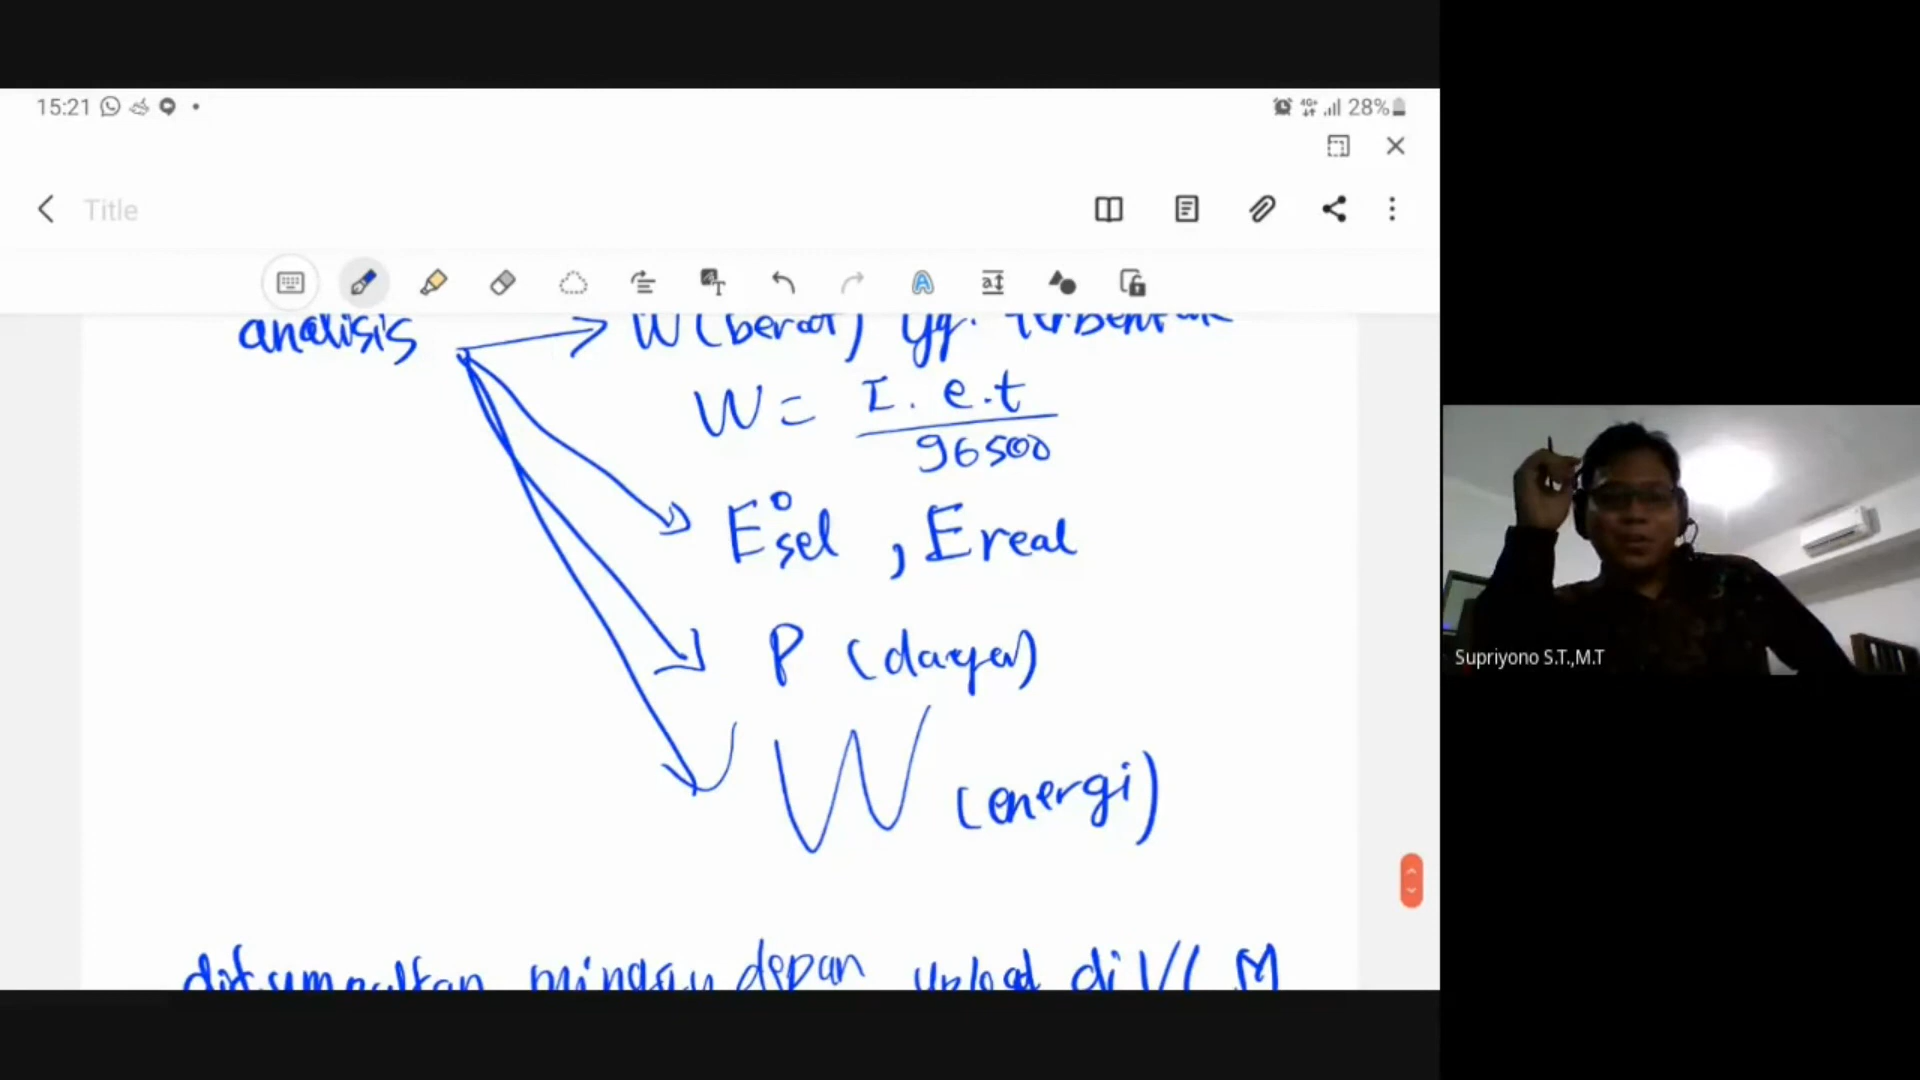 15:21
28%
Title
analisis
W (berat) yg. terbentuk
W = I . e . t
96500
E°sel , E real
P (daya)
W (energi)
dikumpulkan minggu depan upload di VLM
Supriyono S.T.,M.T